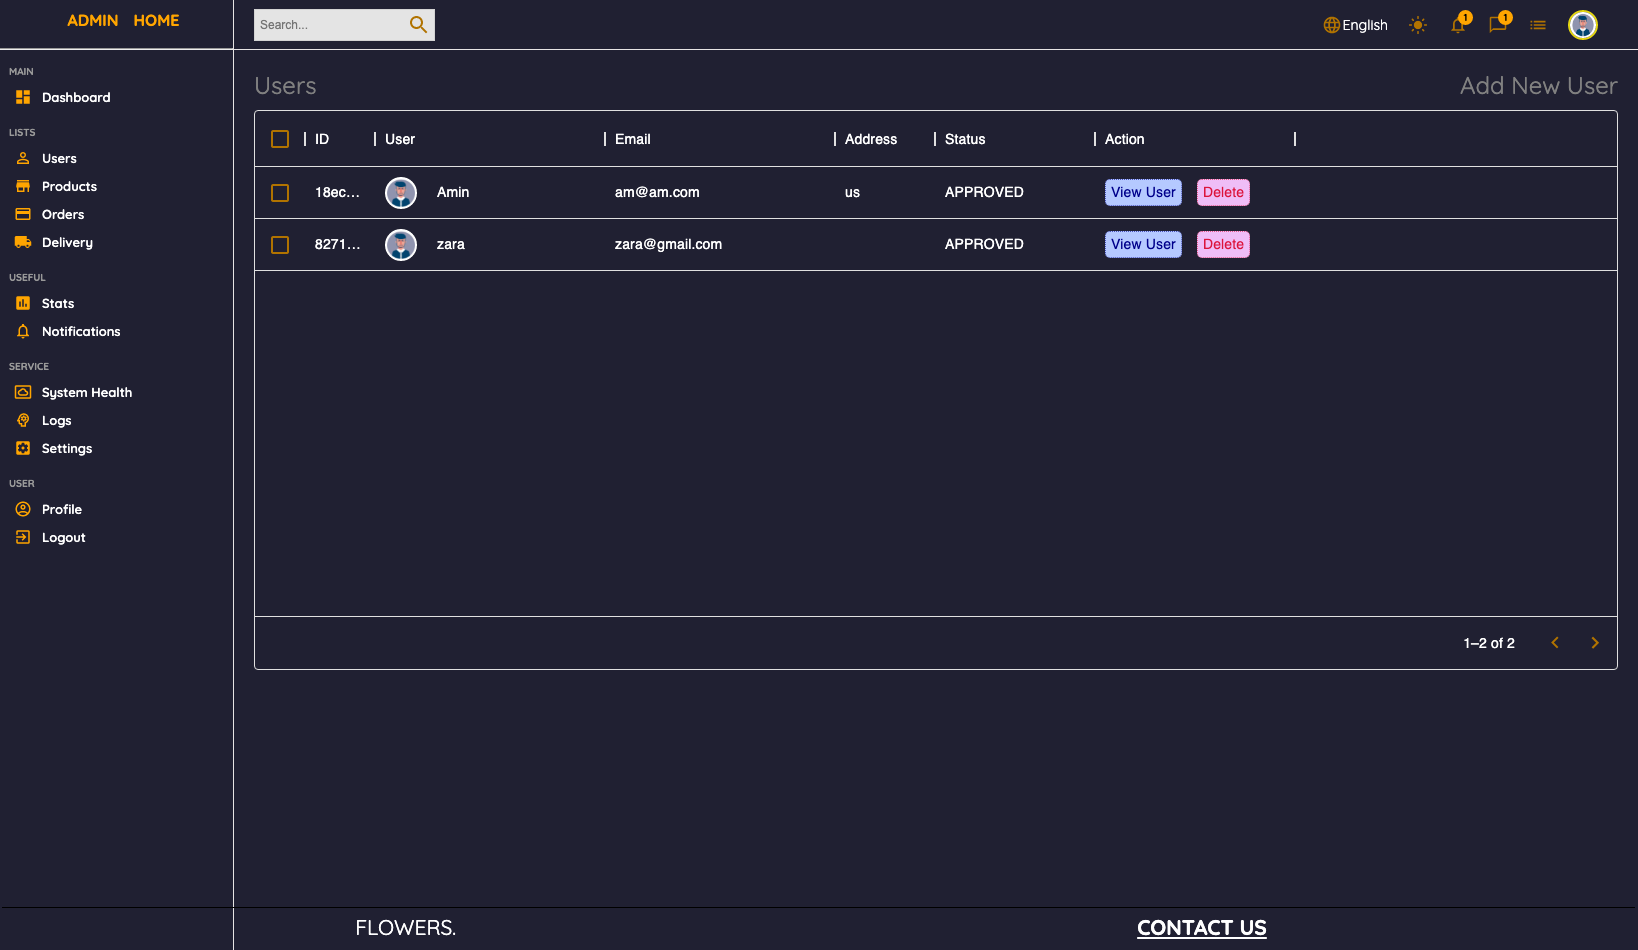 ADMIN HOME
Search...
English
1
1
MAIN
Dashboard
LISTS
Users
Products
Orders
Delivery
USEFUL
Stats
Notifications
SERVICE
System Health
Logs
Settings
USER
Profile
Logout
Users
Add New User
ID User Email Address Status Action
18ec... Amin am@am.com us APPROVED View User Delete
8271... zara zara@gmail.com APPROVED View User Delete
1–2 of 2
FLOWERS.
CONTACT US